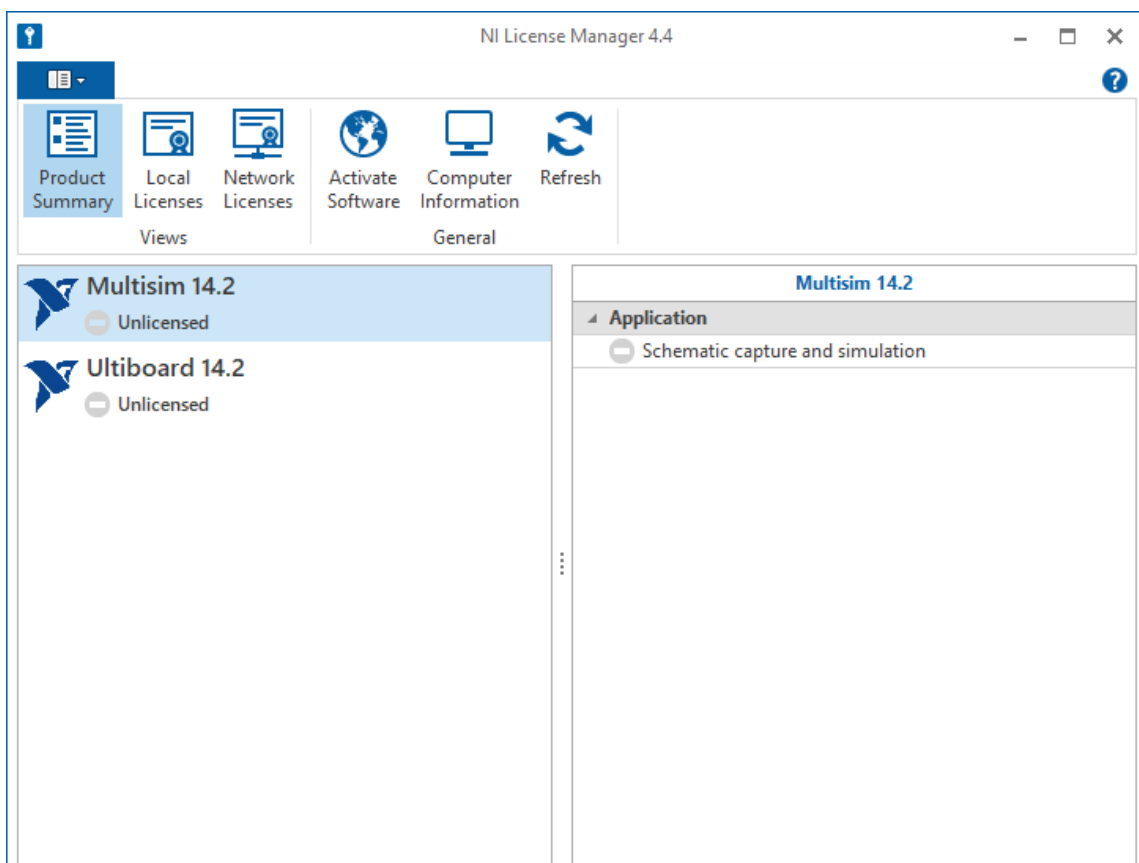 NI License Manager 4.4
Product Summary
Local Licenses
Network Licenses
Activate Software
Computer Information
Refresh
Views
General
Multisim 14.2
Unlicensed
Ultiboard 14.2
Unlicensed
Multisim 14.2
Application
Schematic capture and simulation